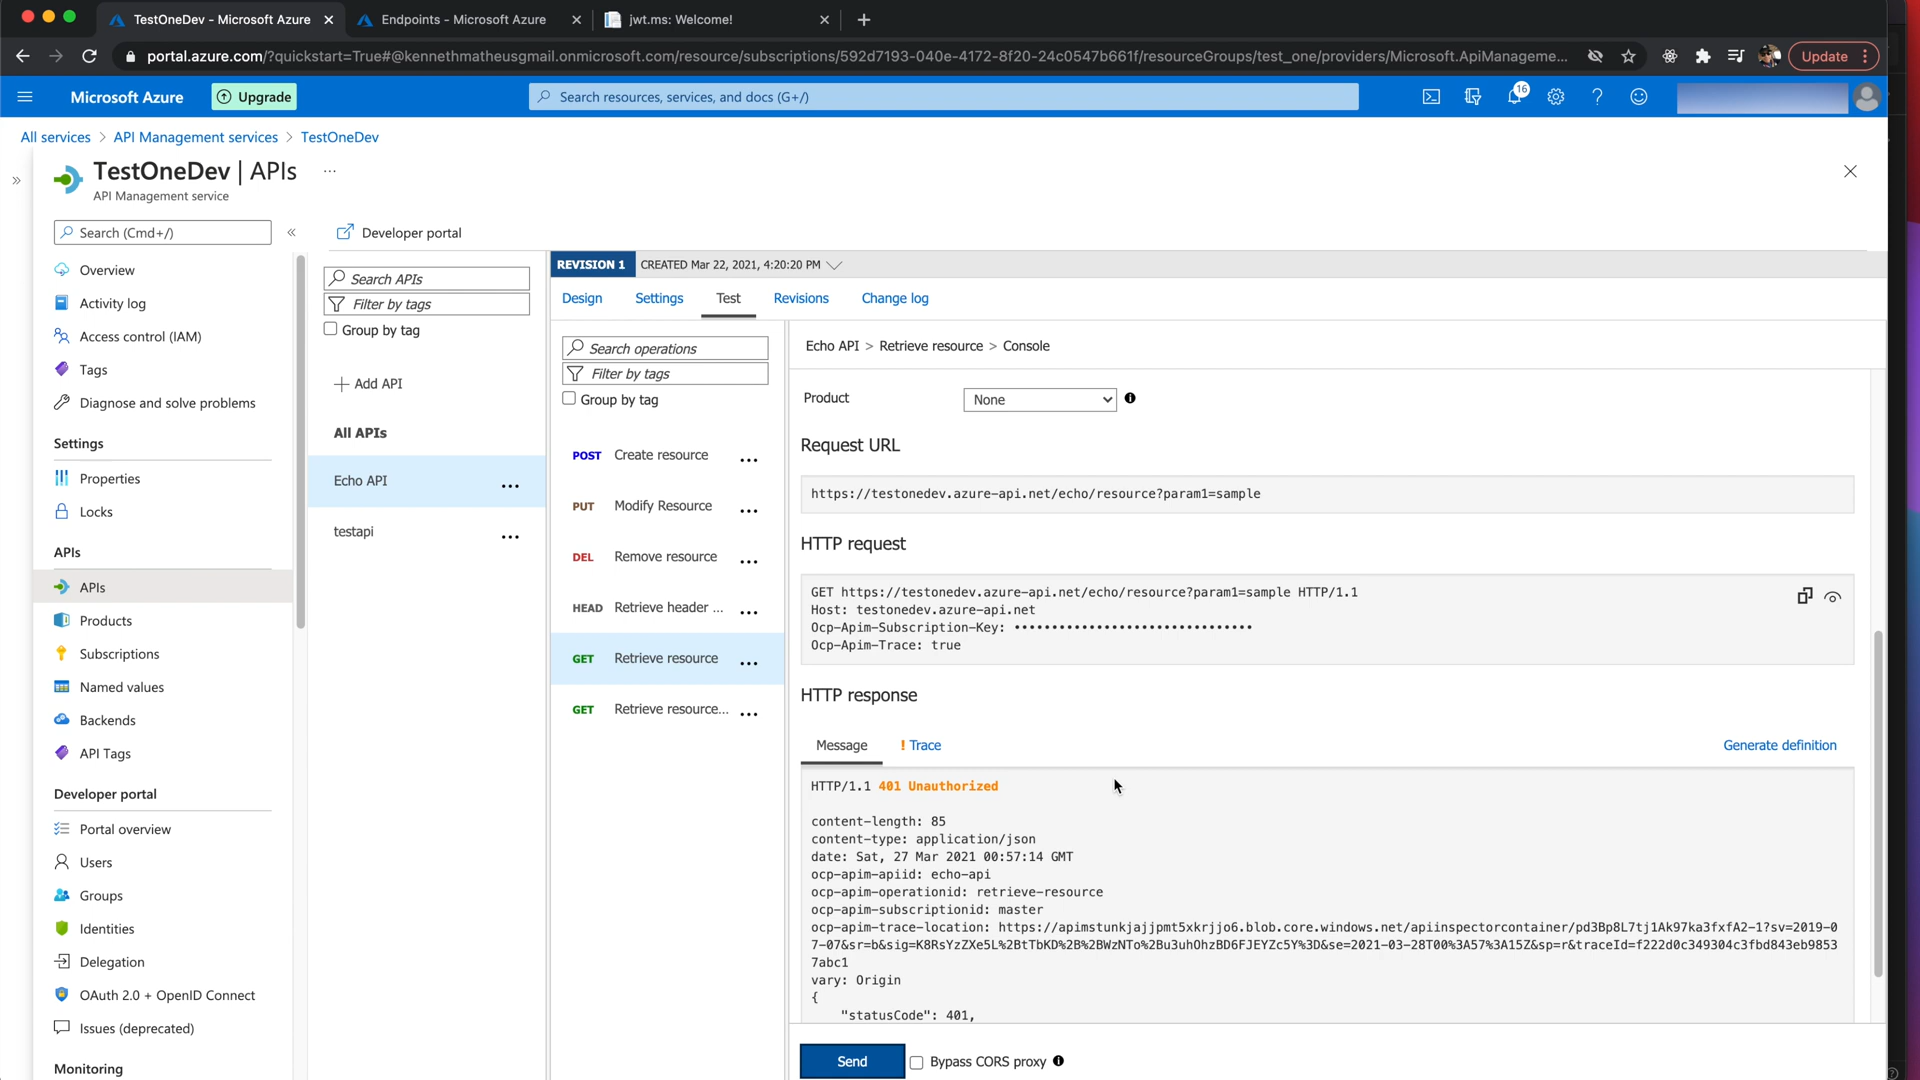 TestOneDev - Microsoft Azure
Endpoints - Microsoft Azure
jwt.ms: Welcome!
portal.azure.com/?quickstart=True#@kennethmatheusgmail.onmicrosoft.com/resource/subscriptions/592d7193-040e-4172-8f20-24c0547b661f/resourceGroups/test_one/providers/Microsoft.ApiManageme...
Update
Microsoft Azure
Upgrade
Search resources, services, and docs (G+/)
16
All services > API Management services > TestOneDev
TestOneDev | APIs
...
API Management service
Search (Cmd+/)
Developer portal
Overview
Activity log
Access control (IAM)
Tags
Diagnose and solve problems
Settings
Properties
Locks
APIs
APIs
Products
Subscriptions
Named values
Backends
API Tags
Developer portal
Portal overview
Users
Groups
Identities
Delegation
OAuth 2.0 + OpenID Connect
Issues (deprecated)
Monitoring
Search APIs
Filter by tags
Group by tag
Add API
All APIs
Echo API ...
testapi ...
REVISION 1 CREATED Mar 22, 2021, 4:20:20 PM
Design Settings Test Revisions Change log
Search operations
Filter by tags
Group by tag
POST Create resource ...
PUT Modify Resource ...
DEL Remove resource ...
HEAD Retrieve header ... ...
GET Retrieve resource ...
GET Retrieve resource... ...
Echo API > Retrieve resource > Console
Product None
Request URL
https://testonedev.azure-api.net/echo/resource?param1=sample
HTTP request
GET https://testonedev.azure-api.net/echo/resource?param1=sample HTTP/1.1
Host: testonedev.azure-api.net
Ocp-Apim-Subscription-Key: ••••••••••••••••••••••••••••••••
Ocp-Apim-Trace: true
HTTP response
Message ! Trace Generate definition
HTTP/1.1 401 Unauthorized
content-length: 85
content-type: application/json
date: Sat, 27 Mar 2021 00:57:14 GMT
ocp-apim-apiid: echo-api
ocp-apim-operationid: retrieve-resource
ocp-apim-subscriptionid: master
ocp-apim-trace-location: https://apimstunkjajjpmt5xkrjjo6.blob.core.windows.net/apiinspectorcontainer/pd3Bp8L7tj1Ak97ka3fxfA2-1?sv=2019-0
7-07&sr=b&sig=K8RsYzZXe5L%2BtTbKD%2B%2BWzNTo%2Bu3uhOhzBD6FJEYZc5Y%3D&se=2021-03-28T00%3A57%3A15Z&sp=r&traceId=f222d0c349304c3fbd843eb9853
7abc1
vary: Origin
{
"statusCode": 401,
Send
Bypass CORS proxy